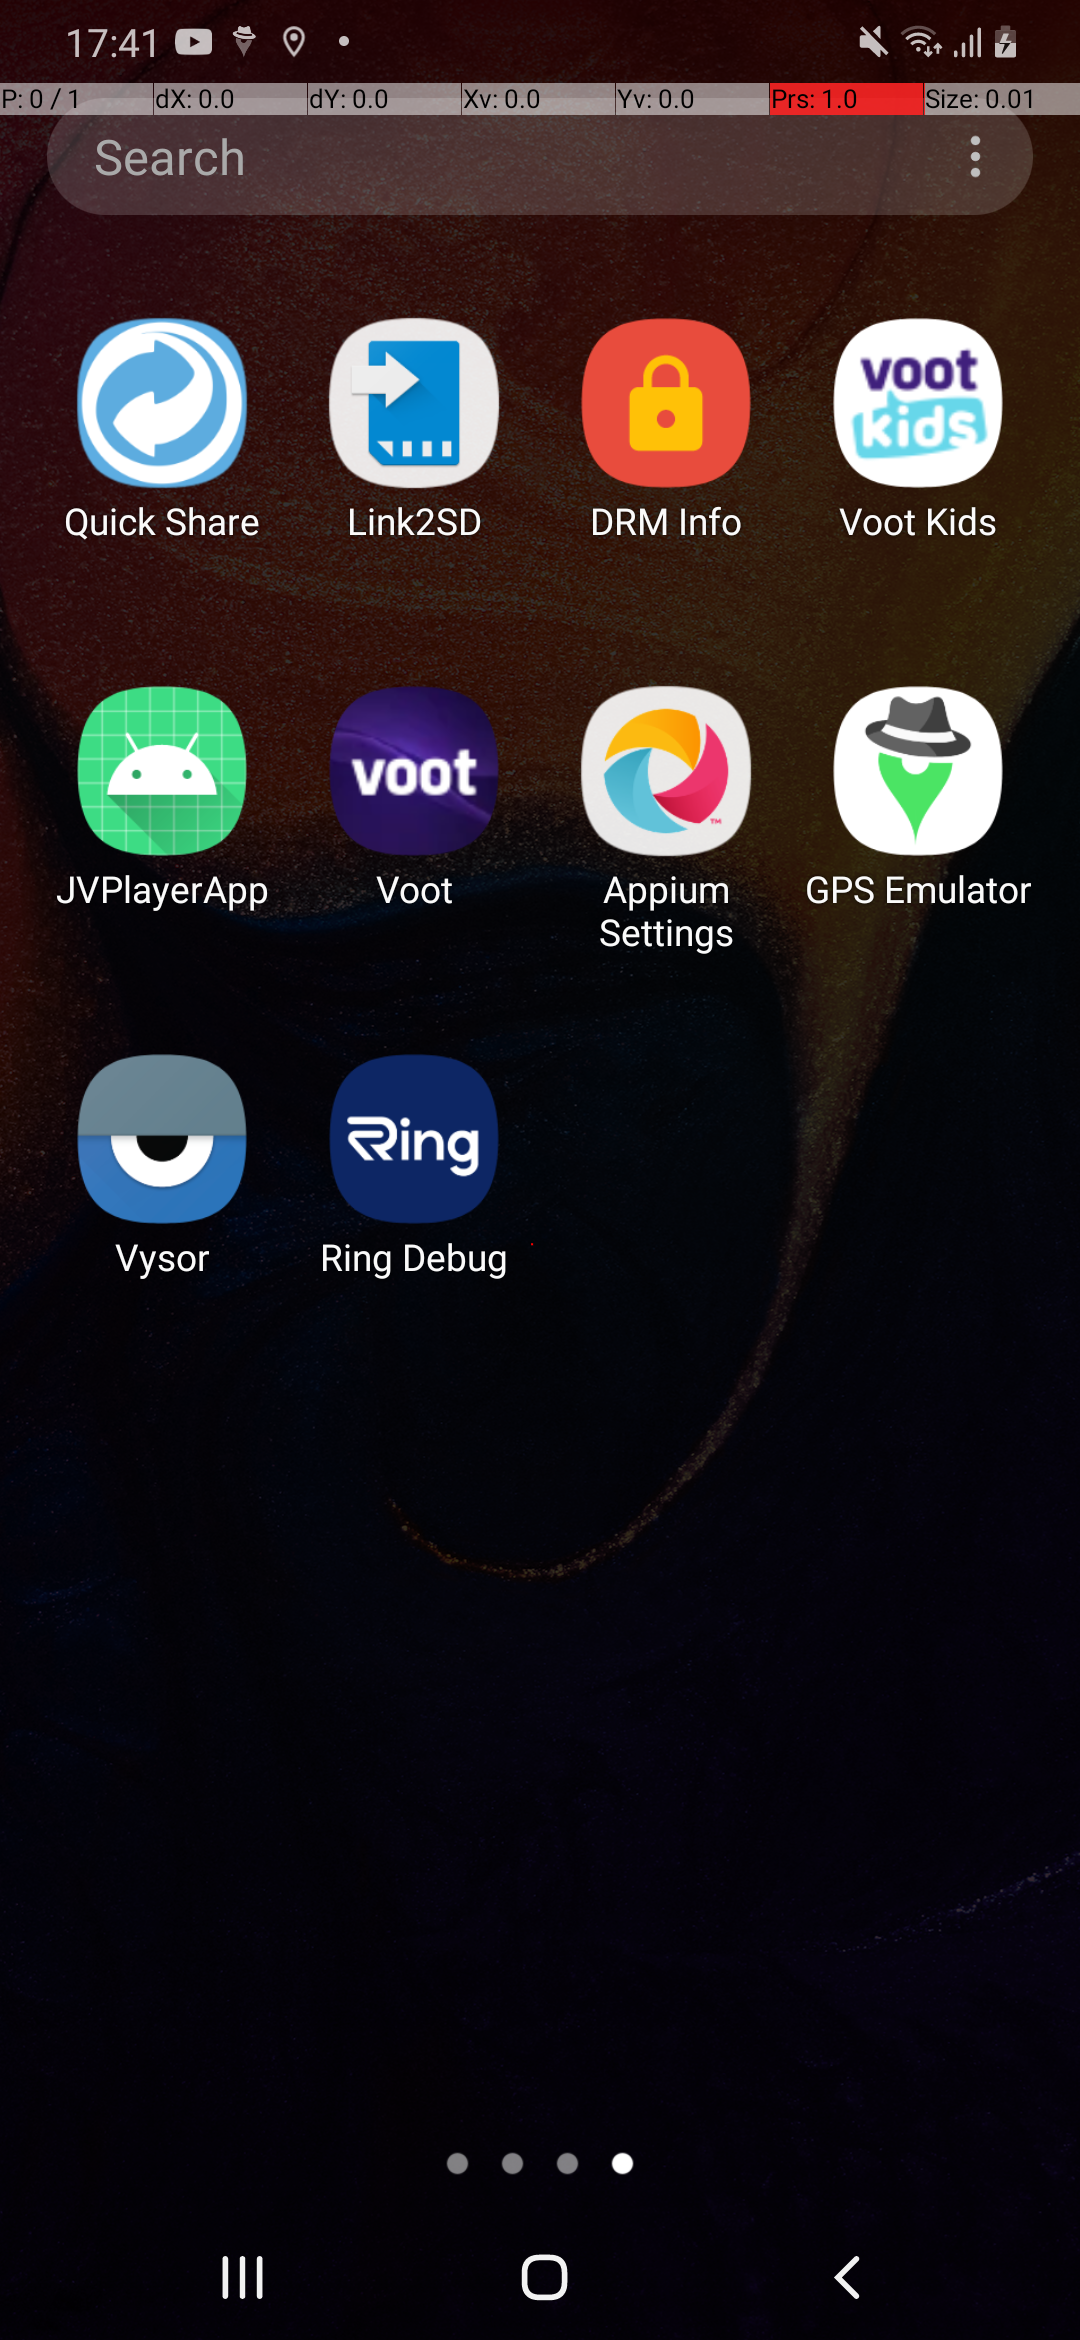 17:41
P: 0 / 1 dX: 0.0 dY: 0.0 Xv: 0.0 Yv: 0.0 Prs: 1.0 Size: 0.01
Search
voot
kids
Quick Share Link2SD DRM Info Voot Kids
voot
TM
JVPlayerApp Voot Appium GPS Emulator
Settings
Ring
Vysor Ring Debug